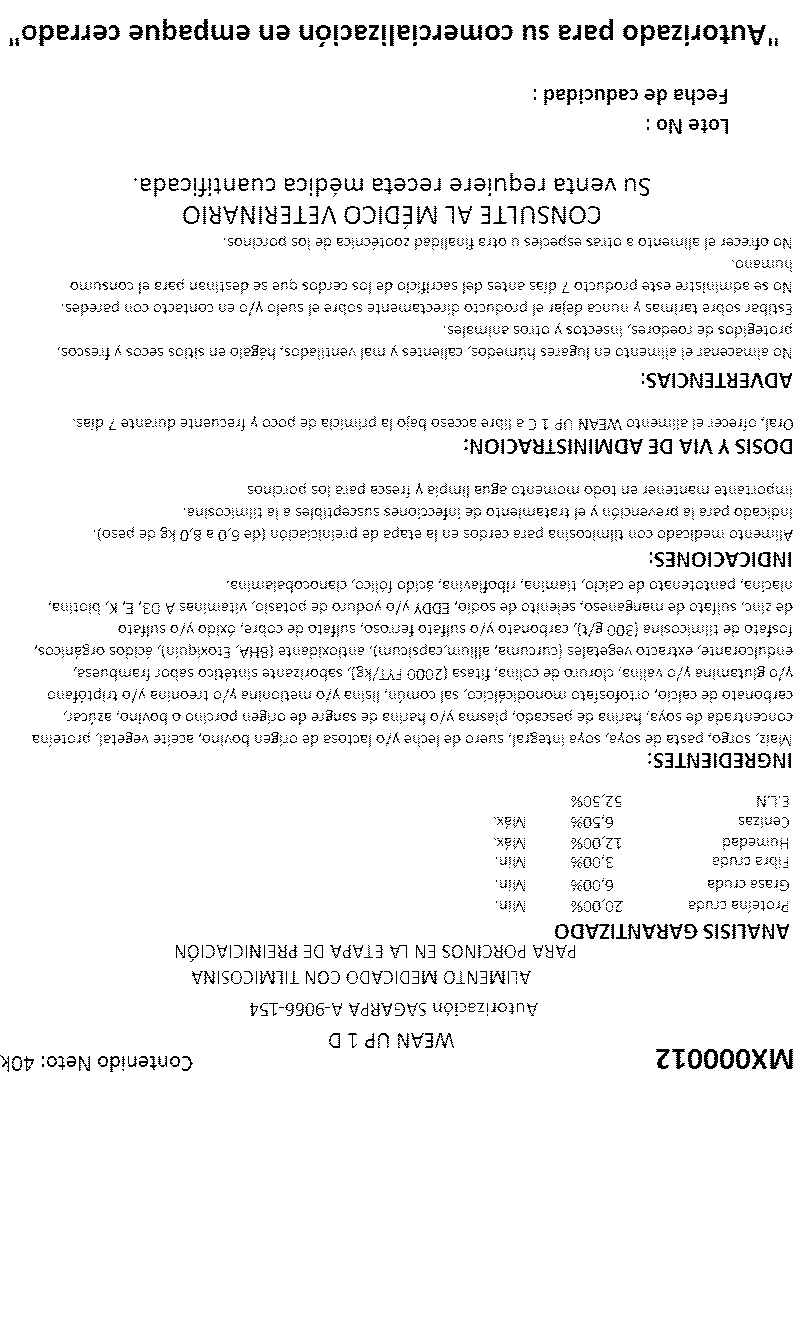 MX000012
Contenido Neto: 40k
WEAN UP 1 D
Autorización SAGARPA A-9066-154
ALIMENTO MEDICADO CON TILMICOSINA
PARA PORCINOS EN LA ETAPA DE PREINICIACIÓN
ANALISIS GARANTIZADO
Proteína cruda 20,00% Min.
Grasa cruda 6,00% Min.
Fibra cruda 3,00% Min.
Humedad 12,00% Máx.
Cenizas 6,50% Máx.
E.L.N 52,50%
INGREDIENTES:
Maíz, sorgo, pasta de soya, soya integral, suero de leche y/o lactosa de origen bovino, aceite vegetal, proteína
concentrada de soya, harina de pescado, plasma y/o harina de sangre de origen porcino o bovino, azúcar,
carbonato de calcio, ortofosfato monodicálcico, sal común, lisina y/o metionina y/o treonina y/o triptófano
y/o glutamina y/o valina, cloruro de colina, fitasa (2000 FYT/kg), saborizante sintético sabor frambuesa,
endulcorante, extracto vegetales (curcuma, allium,capsicum), antioxidante (BHA, Etoxiquin), ácidos orgánicos,
fosfato de tilmicosina (300 g/t), carbonato y/o sulfato ferroso, sulfato de cobre, óxido y/o sulfato
de zinc, sulfato de manganeso, selenito de sodio, EDDY y/o yoduro de potasio, vitaminas A D3, E, K, biotina,
niacina, pantotenato de calcio, tiamina, riboflavina, ácido fólico, cianocobalamina.
INDICACIONES:
Alimento medicado con tilmicosina para cerdos en la etapa de preiniciación (de 5,0 a 8,0 kg de peso).
Indicado para la prevención y el tratamiento de infecciones susceptibles a la tilmicosina.
Importante mantener en todo momento agua limpia y fresca para los porcinos
DOSIS Y VIA DE ADMINISTRACION:
Oral, ofrecer el alimento WEAN UP 1 C a libre acceso bajo la primicia de poco y frecuente durante 7 días.
ADVERTENCIAS:
No almacenar el alimento en lugares húmedos, calientes y mal ventilados, hágalo en sitios secos y frescos,
protegidos de roedores, insectos y otros animales.
Estibar sobre tarimas y nunca dejar el producto directamente sobre el suelo y/o en contacto con paredes.
No se administre este producto 7 días antes del sacrificio de los cerdos que se destinan para el consumo
humano.
No ofrecer el alimento a otras especies u otra finalidad zootécnica de los porcinos.
CONSULTE AL MÉDICO VETERINARIO
Su venta requiere receta médica cuantificada.
Lote No :
Fecha de caducidad :
"Autorizado para su comercialización en empaque cerrado"